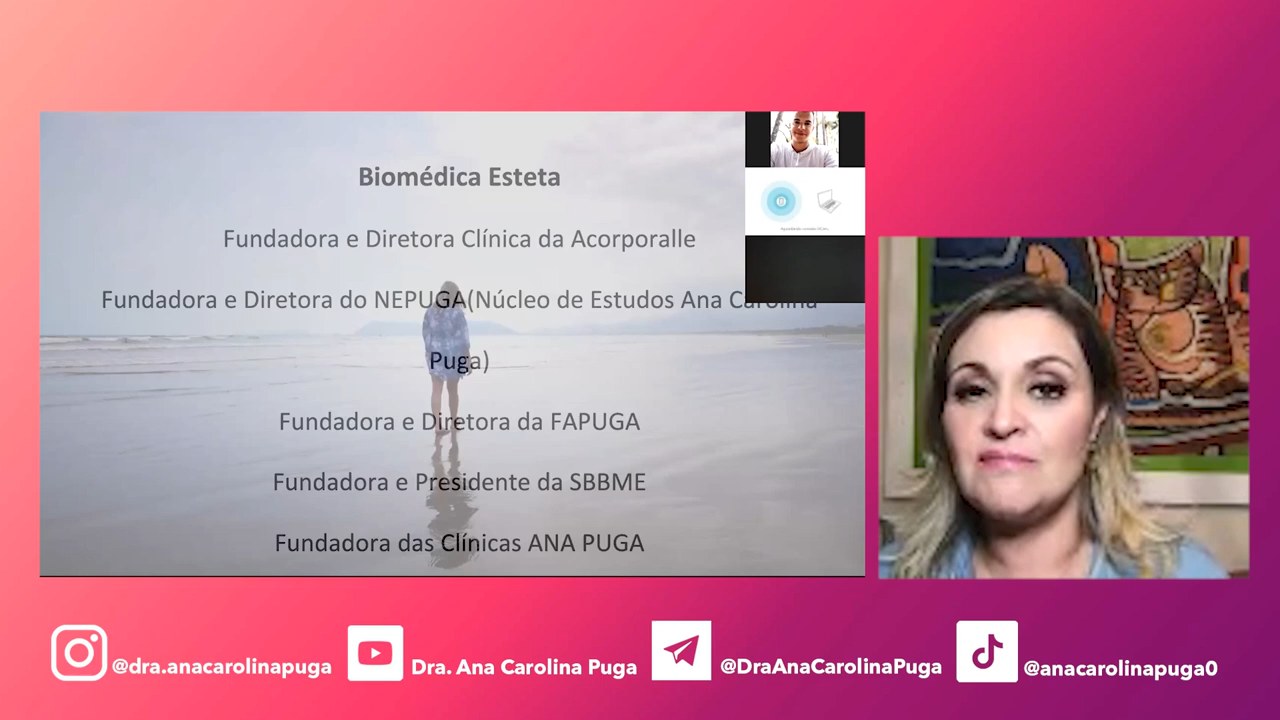 Biomédica Esteta
Fundadora e Diretora Clínica da Acorporalle
Fundadora e Diretora do NEPUGA(Núcleo de Estudos Ana Carolina
Puga)
Fundadora e Diretora da FAPUGA
Fundadora e Presidente da SBBME
Fundadora das Clínicas ANA PUGA
@dra.anacarolinapuga
Dra. Ana Carolina Puga
@DraAnaCarolinaPuga
@anacarolinapuga0